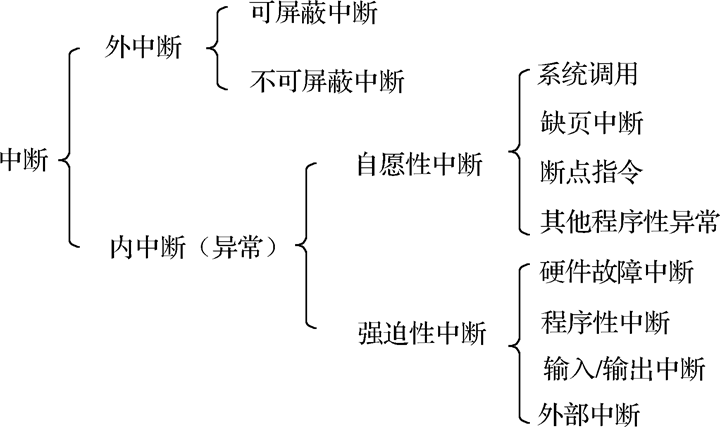 中断
外中断
可屏蔽中断
不可屏蔽中断
内中断（异常）
自愿性中断
系统调用
缺页中断
断点指令
其他程序性异常
强迫性中断
硬件故障中断
程序性中断
输入/输出中断
外部中断